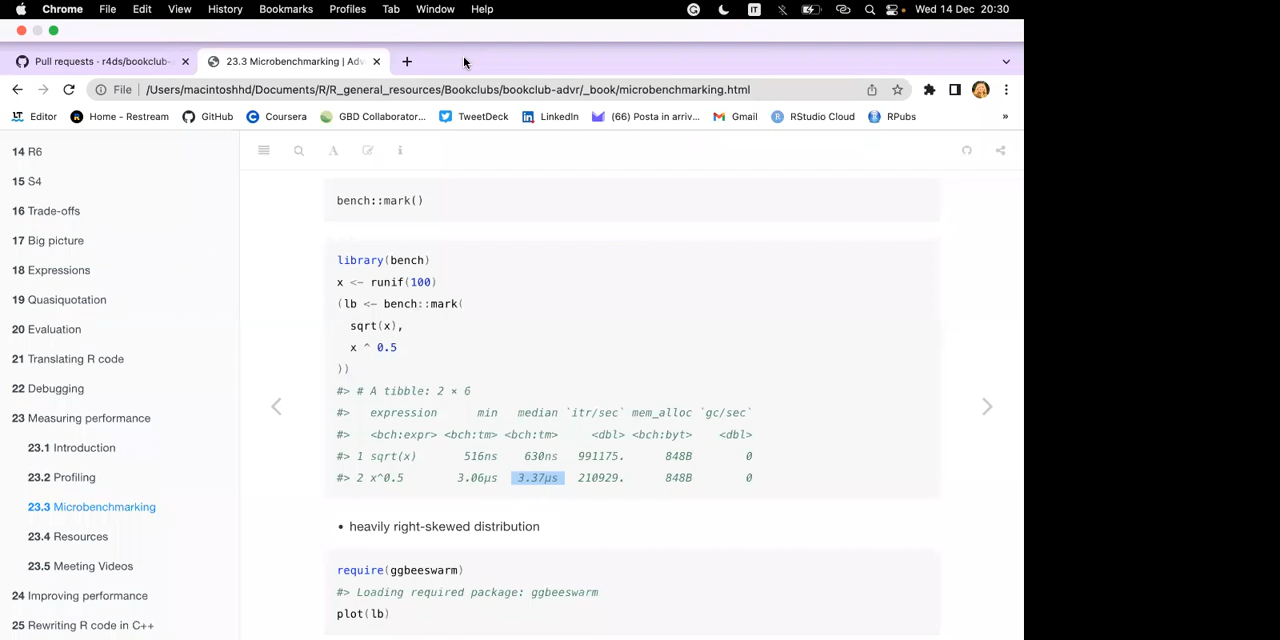 Chrome File Edit View History Bookmarks Profiles Tab Window Help IT Wed 14 Dec 20:30
Pull requests · r4ds/bookclub- 23.3 Microbenchmarking | Adv
File /Users/macintoshhd/Documents/R/R_general_resources/Bookclubs/bookclub-advr/_book/microbenchmarking.html
Editor Home - Restream GitHub Coursera GBD Collaborator... TweetDeck LinkedIn (66) Posta in arriv... Gmail RStudio Cloud RPubs »
14 R6
15 S4
16 Trade-offs
17 Big picture
18 Expressions
19 Quasiquotation
20 Evaluation
21 Translating R code
22 Debugging
23 Measuring performance
23.1 Introduction
23.2 Profiling
23.3 Microbenchmarking
23.4 Resources
23.5 Meeting Videos
24 Improving performance
25 Rewriting R code in C++
bench::mark()
library(bench)
x <- runif(100)
(lb <- bench::mark(
  sqrt(x),
  x ^ 0.5
))
#> # A tibble: 2 × 6
#>   expression      min   median `itr/sec` mem_alloc `gc/sec`
#>   <bch:expr> <bch:tm> <bch:tm>     <dbl> <bch:byt>    <dbl>
#> 1 sqrt(x)       516ns    630ns   991175.      848B        0
#> 2 x^0.5        3.06µs   3.37µs   210929.      848B        0
• heavily right-skewed distribution
require(ggbeeswarm)
#> Loading required package: ggbeeswarm
plot(lb)